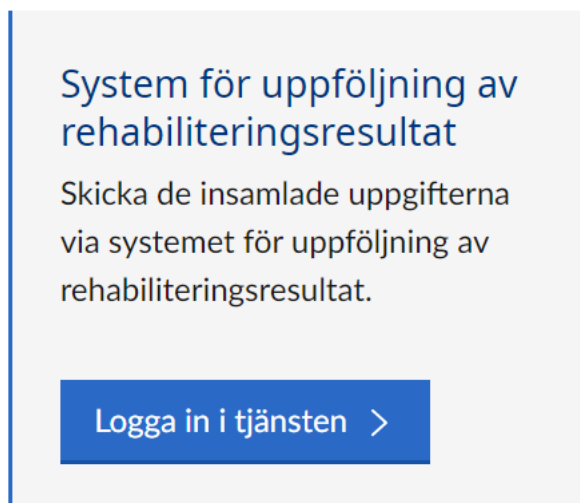 System för uppföljning av
rehabiliteringsresultat
Skicka de insamlade uppgifterna
via systemet för uppföljning av
rehabiliteringsresultat.
Logga in i tjänsten